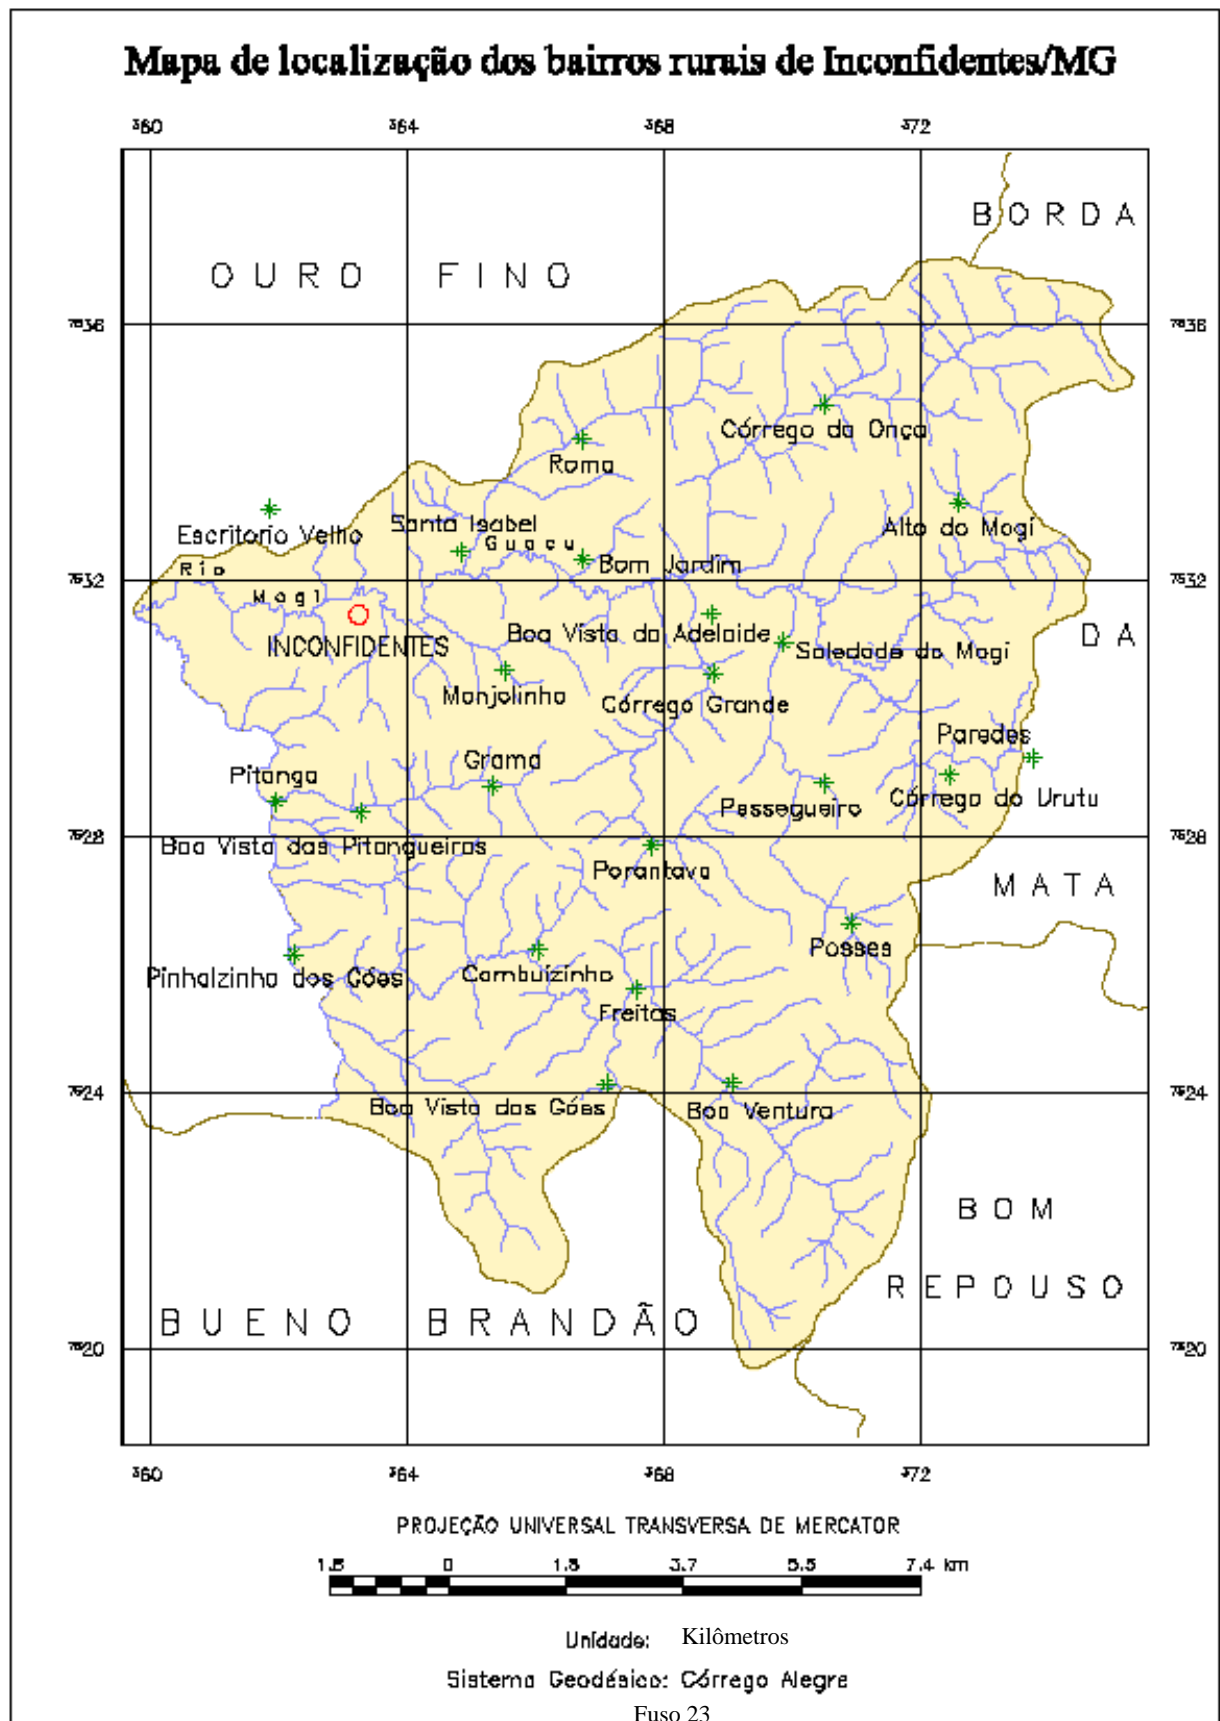 Mapa de localização dos bairros rurais de Inconfidentes/MG
360 364 368 372
BORDA
OURO FINO
7536 7536
Córrego da Onça
Roma
Santa Isabel
Alto do Mogi
Escritorio Velho
Guaçu
Bom Jardim
Rio
7532 7532
Mogi
Boa Vista da Adelaide
DA
INCONFIDENTES
Soledade do Mogi
Monjolinho
Córrego Grande
Paredes
Grama
Pitanga
Pessegueiro
Córrego do Urutu
7528 7528
Boa Vista das Pitangueiras
Porantava
MATA
Posses
Pinhalzinho dos Góes
Cambuizinho
Freitas
7524 7524
Boa Vista dos Góes
Boa Ventura
BOM
REPOUSO
BUENO BRANDÃO
7520 7520
360 364 368 372
PROJEÇÃO UNIVERSAL TRANSVERSA DE MERCATOR
0 3.7 5.5 7.4 km
Unidade: Kilômetros
Sistema Geodésico: Córrego Alegre
Fuso 23